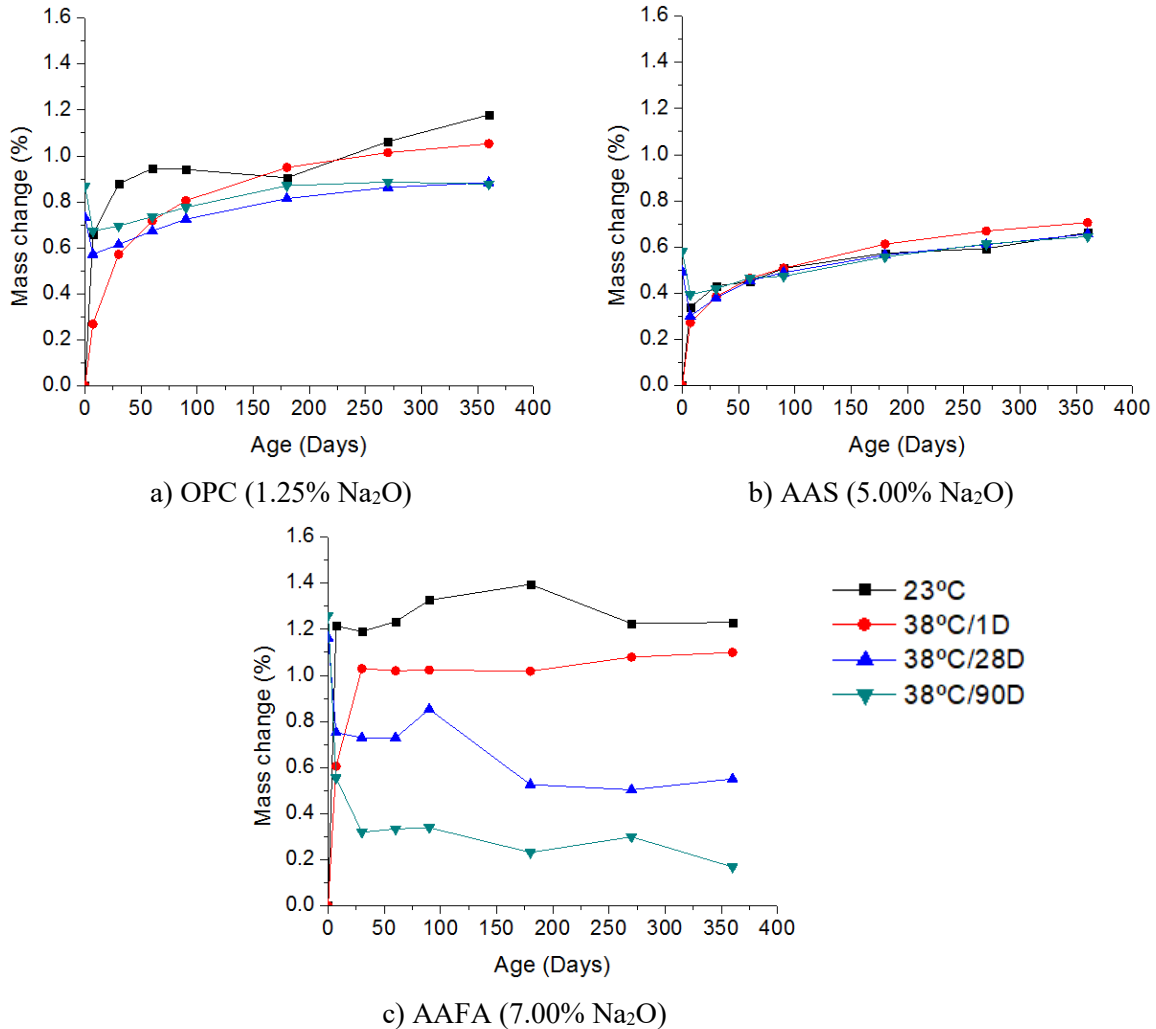 1.6
1.4
1.2
1.0
0.8
0.6
0.4
0.2
0.0
Mass change (%)
0 50 100 150 200 250 300 350 400
Age (Days)
a) OPC (1.25% Na₂O)
1.6
1.4
1.2
1.0
0.8
0.6
0.4
0.2
0.0
Mass change (%)
0 50 100 150 200 250 300 350 400
Age (Days)
b) AAS (5.00% Na₂O)
1.6
1.4
1.2
1.0
0.8
0.6
0.4
0.2
0.0
Mass change (%)
0 50 100 150 200 250 300 350 400
Age (Days)
23ºC
38ºC/1D
38ºC/28D
38ºC/90D
c) AAFA (7.00% Na₂O)